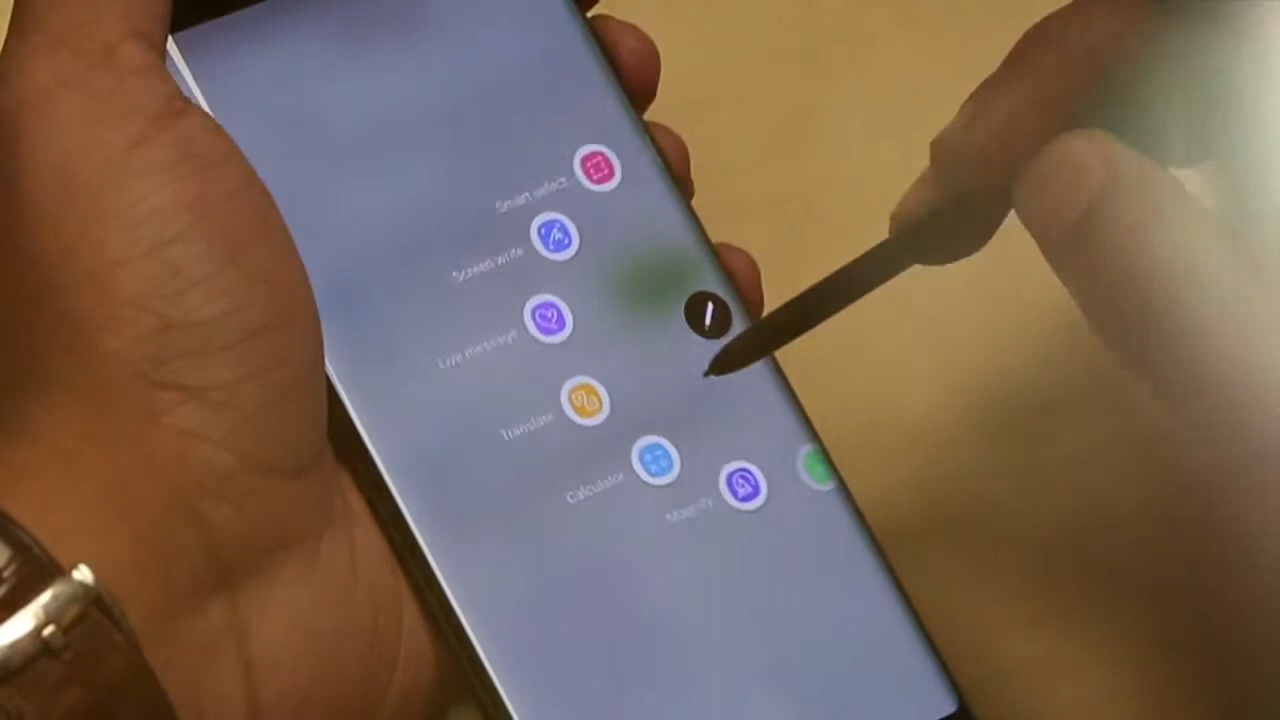 Smart select
Screen write
Live message
Translate
Calculator
Magnify